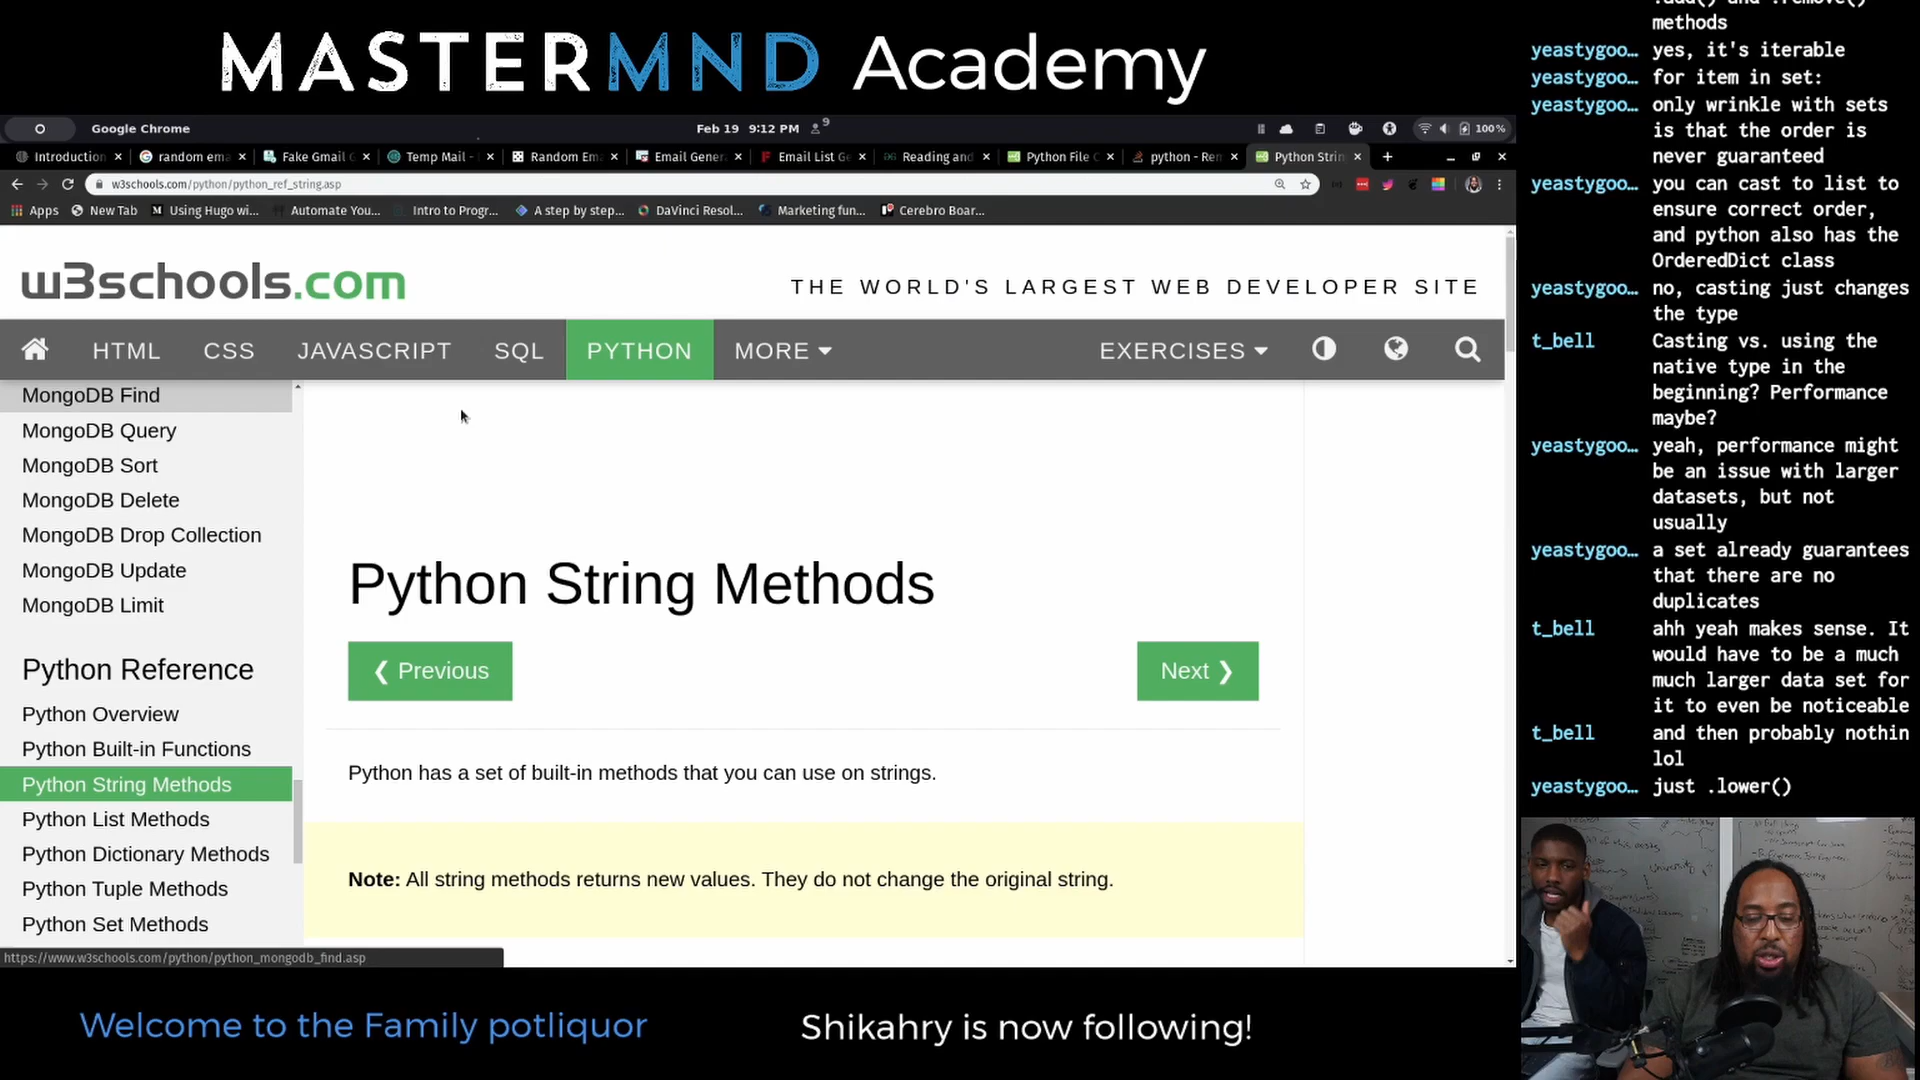 MASTERMND Academy
Google Chrome
Feb 19 9:12 PM
9
100%
Introduction
random ema
Fake Gmail G
Temp Mail -
Random Em
Email Gener
Email List Ge
Reading and
Python File C
python - Ren
Python Strin
w3schools.com/python/python_ref_string.asp
Apps
New Tab
Using Hugo wi...
Automate You...
Intro to Progr...
A step by step...
DaVinci Resol...
Marketing fun...
Cerebro Boar...
w3schools.com
THE WORLD'S LARGEST WEB DEVELOPER SITE
HTML
CSS
JAVASCRIPT
SQL
PYTHON
MORE
EXERCISES
MongoDB Find
MongoDB Query
MongoDB Sort
MongoDB Delete
MongoDB Drop Collection
MongoDB Update
MongoDB Limit
Python Reference
Python Overview
Python Built-in Functions
Python String Methods
Python List Methods
Python Dictionary Methods
Python Tuple Methods
Python Set Methods
https://www.w3schools.com/python/python_mongodb_find.asp
Python String Methods
❮ Previous
Next ❯
Python has a set of built-in methods that you can use on strings.
Note: All string methods returns new values. They do not change the original string.
.add() and .remove()
methods
yeastygoo… yes, it's iterable
yeastygoo… for item in set:
yeastygoo… only wrinkle with sets
is that the order is
never guaranteed
yeastygoo… you can cast to list to
ensure correct order,
and python also has the
OrderedDict class
yeastygoo… no, casting just changes
the type
t_bell Casting vs. using the
native type in the
beginning? Performance
maybe?
yeastygoo… yeah, performance might
be an issue with larger
datasets, but not
usually
yeastygoo… a set already guarantees
that there are no
duplicates
t_bell ahh yeah makes sense. It
would have to be a much
much larger data set for
it to even be noticeable
t_bell and then probably nothin
lol
yeastygoo… just .lower()
Welcome to the Family potliquor
Shikahry is now following!